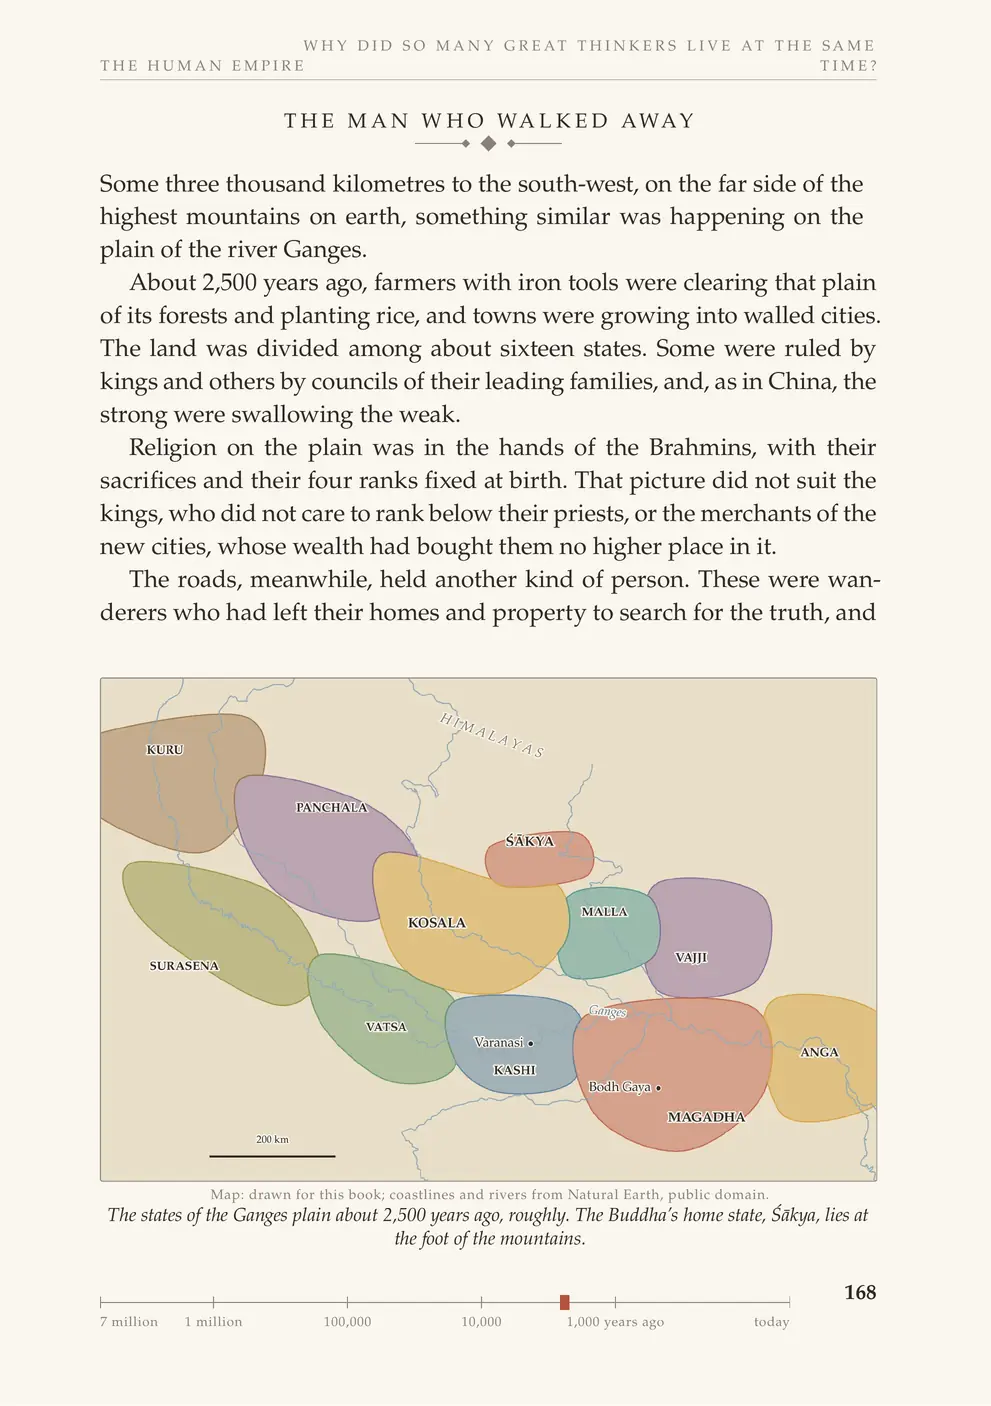 WHY DID SO MANY GREAT THINKERS LIVE AT THE SAME
THE HUMAN EMPIRE TIME?
THE MAN WHO WALKED AWAY
Some three thousand kilometres to the south-west, on the far side of the
highest mountains on earth, something similar was happening on the
plain of the river Ganges.
About 2,500 years ago, farmers with iron tools were clearing that plain
of its forests and planting rice, and towns were growing into walled cities.
The land was divided among about sixteen states. Some were ruled by
kings and others by councils of their leading families, and, as in China, the
strong were swallowing the weak.
Religion on the plain was in the hands of the Brahmins, with their
sacrifices and their four ranks fixed at birth. That picture did not suit the
kings, who did not care to rank below their priests, or the merchants of the
new cities, whose wealth had bought them no higher place in it.
The roads, meanwhile, held another kind of person. These were wan-
derers who had left their homes and property to search for the truth, and
HIMALAYAS
KURU
PANCHALA
ŚĀKYA
KOSALA
MALLA
VAJJI
SURASENA
VATSA
Ganges
Varanasi
KASHI
ANGA
Bodh Gaya
MAGADHA
200 km
Map: drawn for this book; coastlines and rivers from Natural Earth, public domain.
The states of the Ganges plain about 2,500 years ago, roughly. The Buddha's home state, Śākya, lies at
the foot of the mountains.
168
7 million 1 million 100,000 10,000 1,000 years ago today